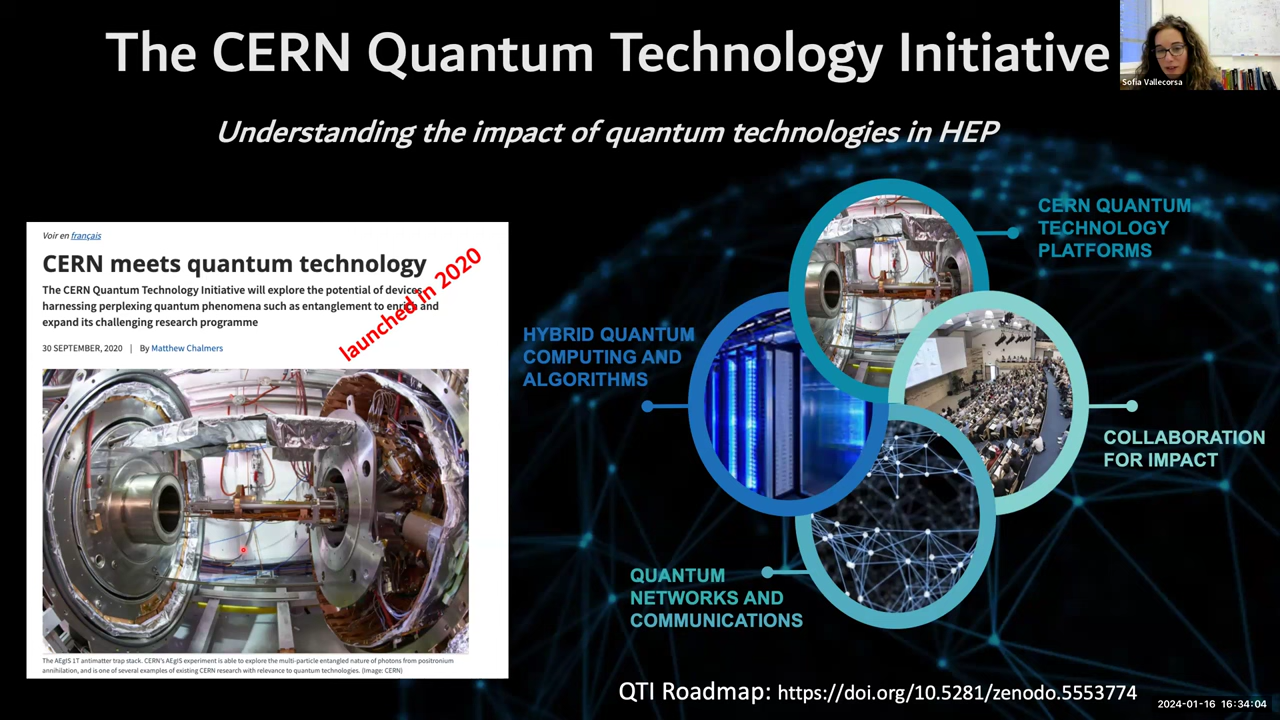 The CERN Quantum Technology Initiative
Sofia Vallecorsa
Understanding the impact of quantum technologies in HEP
Voir en français
CERN meets quantum technology
The CERN Quantum Technology Initiative will explore the potential of devices
harnessing perplexing quantum phenomena such as entanglement to enrich and
expand its challenging research programme
launched in 2020
30 SEPTEMBER, 2020 | By Matthew Chalmers
The AEgIS 1T antimatter trap stack. CERN's AEgIS experiment is able to explore the multi-particle entangled nature of photons from positronium
annihilation, and is one of several examples of existing CERN research with relevance to quantum technologies. (Image: CERN)
CERN QUANTUM
TECHNOLOGY
PLATFORMS
HYBRID QUANTUM
COMPUTING AND
ALGORITHMS
COLLABORATION
FOR IMPACT
QUANTUM
NETWORKS AND
COMMUNICATIONS
QTI Roadmap: https://doi.org/10.5281/zenodo.5553774
2024-01-16 16:34:04